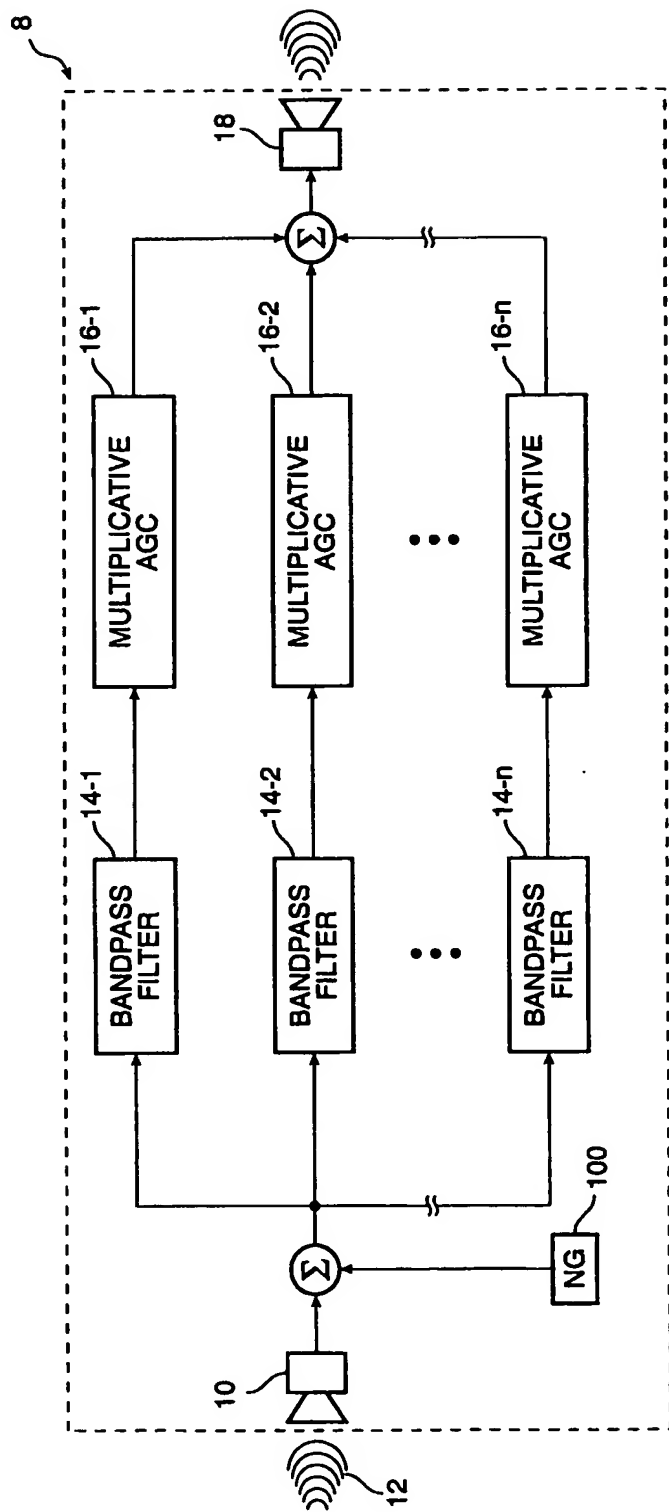 8
12
10
Σ
NG
100
BANDPASS
FILTER
14-1
BANDPASS
FILTER
14-2
BANDPASS
FILTER
14-n
MULTIPLICATIVE
AGC
16-1
MULTIPLICATIVE
AGC
16-2
MULTIPLICATIVE
AGC
16-n
Σ
18